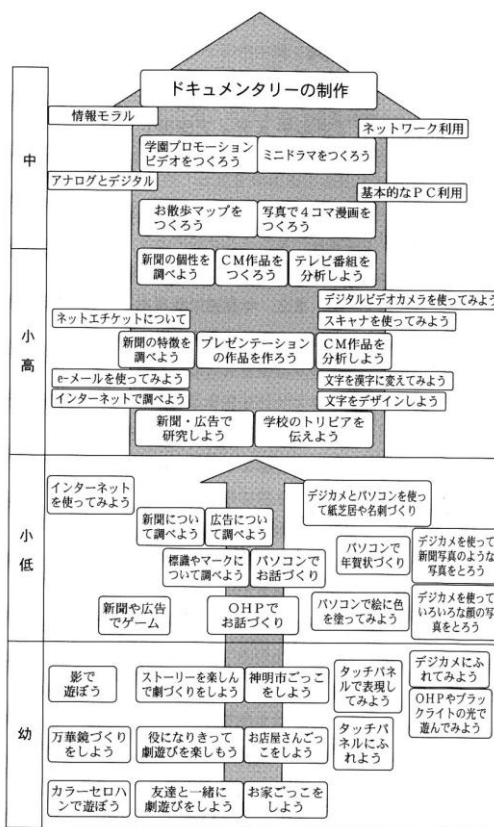 ドキュメンタリーの制作
情報モラル
ネットワーク利用
学園プロモーション
ビデオをつくろう
ミニドラマをつくろう
中
アナログとデジタル
基本的なPC利用
お散歩マップを
つくろう
写真で4コマ漫画を
つくろう
新聞の個性を
調べよう
CM作品を
つくろう
テレビ番組を
分析しよう
デジタルビデオカメラを使ってみよう
ネットエチケットについて
スキャナを使ってみよう
小高
新聞の特徴を
調べよう
プレゼンテーション
の作品を作ろう
CM作品を
分析しよう
e-メールを使ってみよう
文字を漢字に変えてみよう
インターネットで調べよう
文字をデザインしよう
新聞・広告で
研究しよう
学校のトリビアを
伝えよう
インターネット
を使ってみよう
デジカメとパソコンを使っ
て紙芝居や名刺づくり
新聞につい
て調べよう
広告につい
て調べよう
小低
標識やマークに
ついて調べよう
パソコンで
お話づくり
パソコンで
年賀状づくり
デジカメを使って
新聞写真のような
写真をとろう
新聞や広告
でゲーム
OHPで
お話づくり
パソコンで絵に色
を塗ってみよう
デジカメを使って
いろいろな顔の写
真をとろう
幼
影で
遊ぼう
ストーリーを楽しん
で劇づくりをしよう
神明市ごっこ
をしよう
タッチパネ
ルで表現し
てみよう
デジカメにふ
れてみよう
OHPやブラッ
クライトの光で
遊んでみよう
万華鏡づくり
をしよう
役になりきって
劇遊びを楽しもう
お店屋さんごっ
こをしよう
タッチパ
ネルにふ
れよう
カラーセロハ
ンで遊ぼう
友達と一緒に
劇遊びをしよう
お家ごっこを
しよう